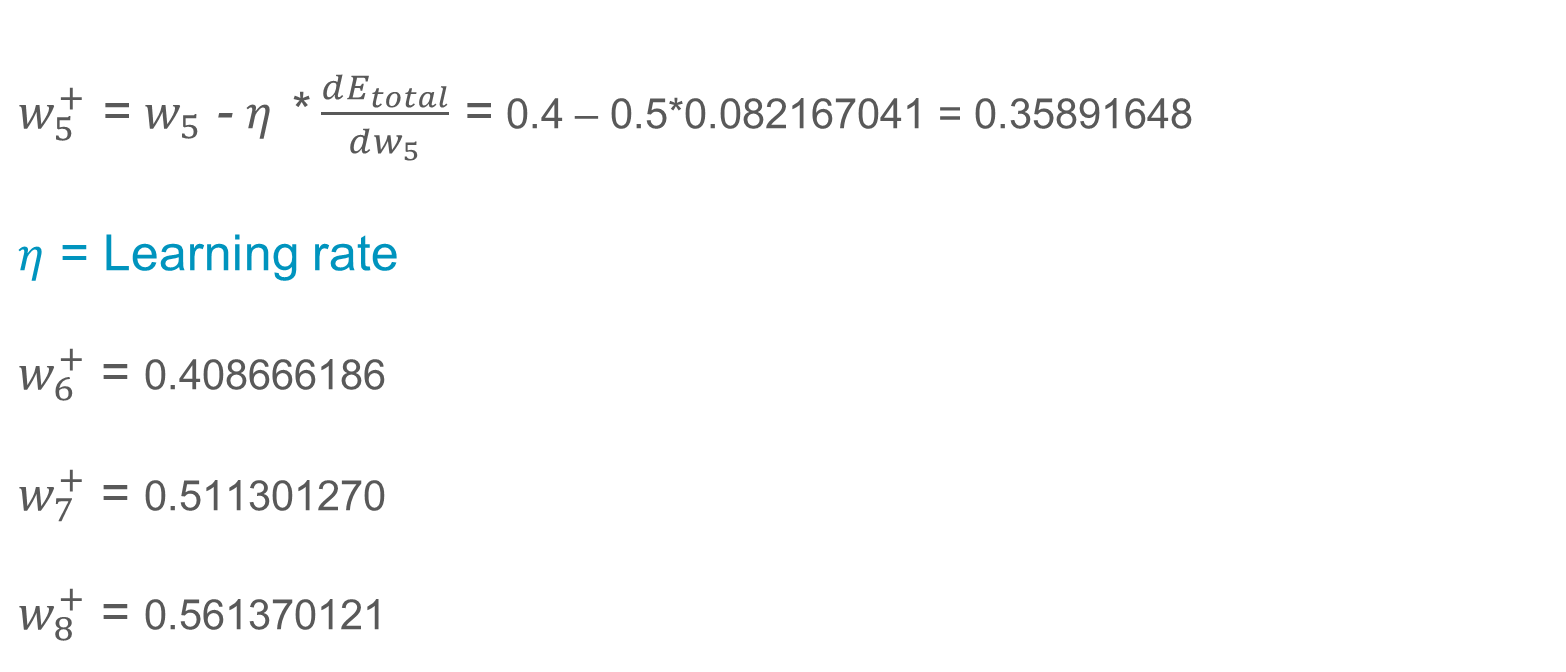 w₅⁺ = w₅ - η * dE_total/dw₅ = 0.4 – 0.5*0.082167041 = 0.35891648
η = Learning rate
w₆⁺ = 0.408666186
w₇⁺ = 0.511301270
w₈⁺ = 0.561370121